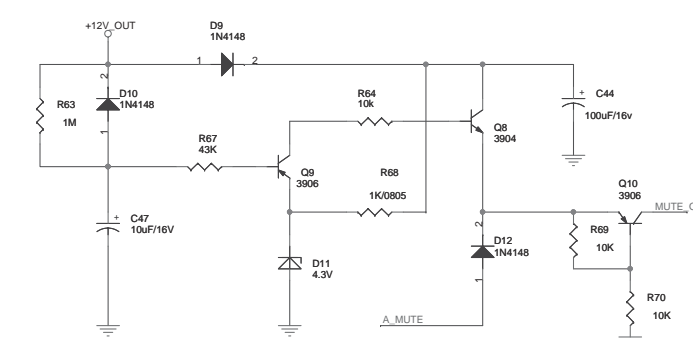 +12V_OUT
D9
1N4148
1
2
2
D10
1N4148
1
R63
1M
R64
10k
+
C44
100uF/16v
Q8
3904
R67
43K
Q9
3906
R68
1K/0805
Q10
3906
MUTE_
+
C47
10uF/16V
D11
4.3V
2
D12
1N4148
1
R69
10K
R70
10K
A_MUTE